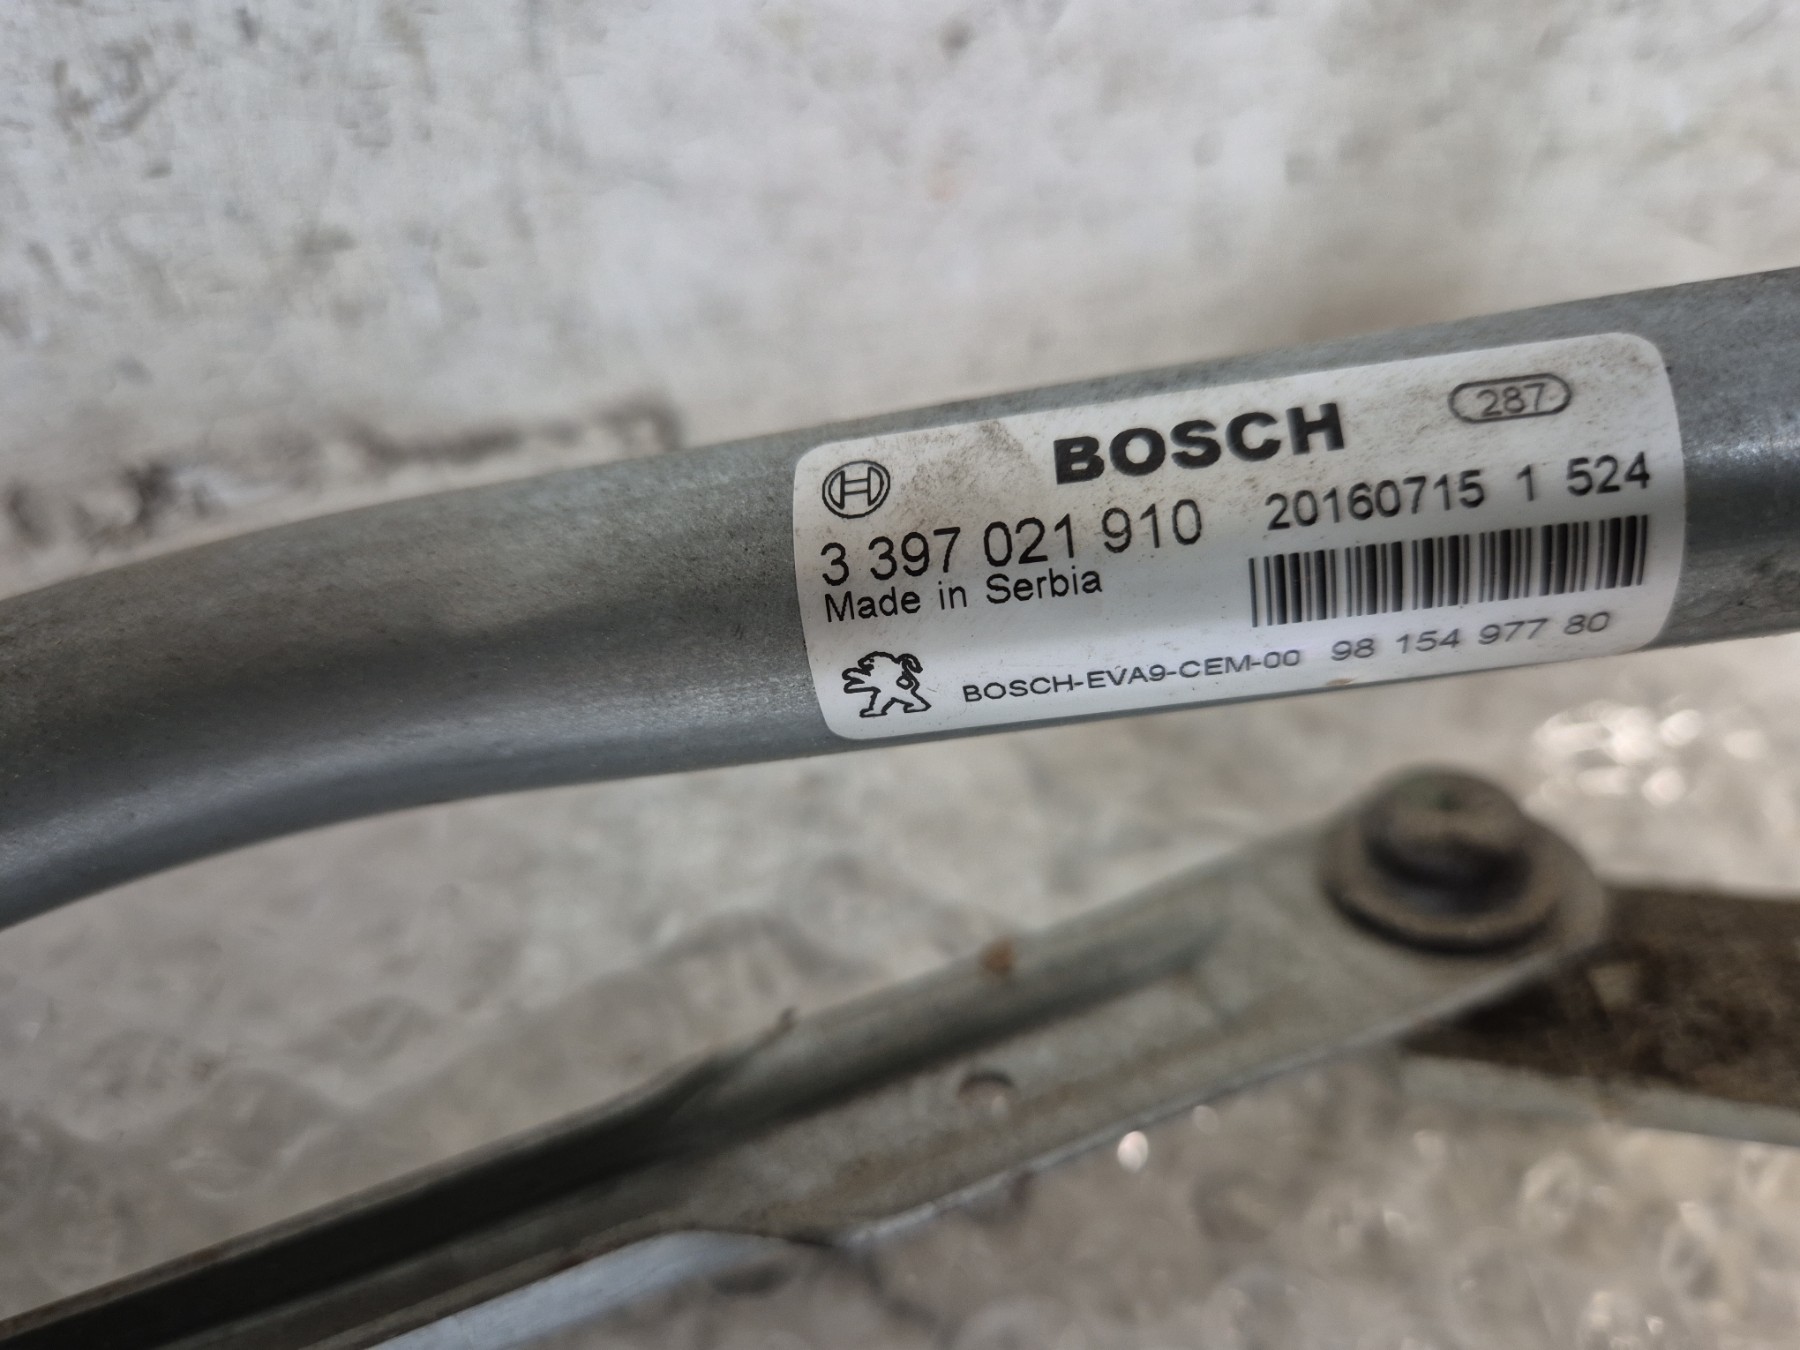 BOSCH 287
3 397 021 910 20160715 1 524
Made in Serbia
BOSCH-EVA9-CEM-00 98 154 977 80